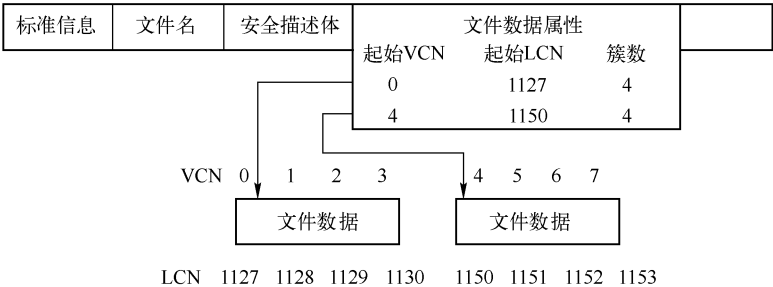 标准信息 文件名 安全描述体 文件数据属性
起始VCN 起始LCN 簇数
0 1127 4
4 1150 4
VCN 0 1 2 3 4 5 6 7
文件数据 文件数据
LCN 1127 1128 1129 1130 1150 1151 1152 1153